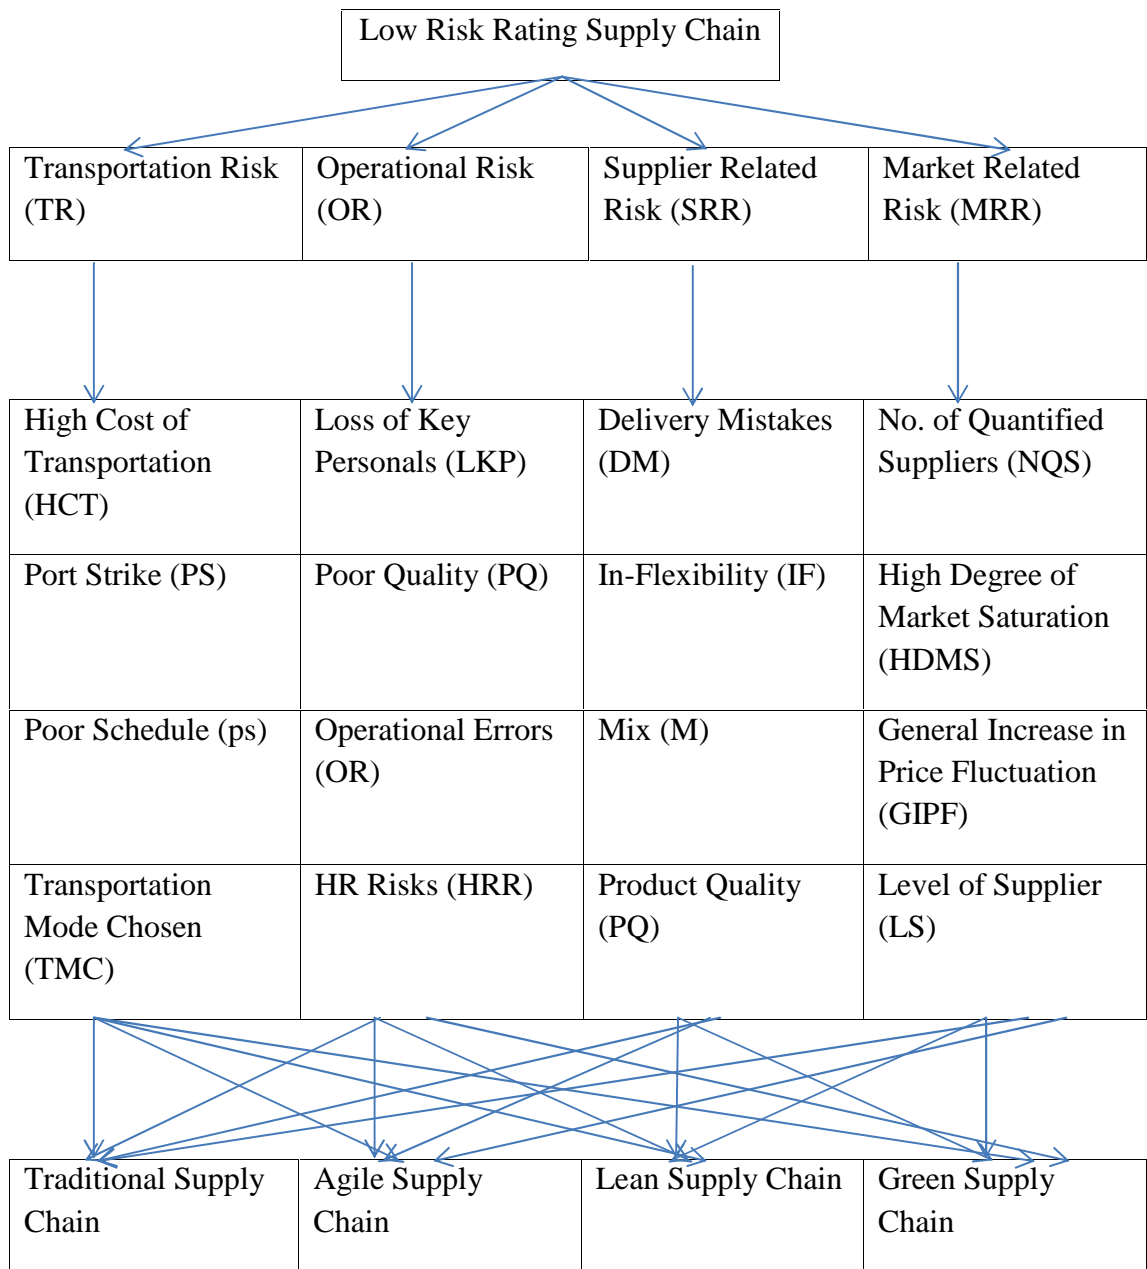 Low Risk Rating Supply Chain
Transportation Risk
(TR)
Operational Risk
(OR)
Supplier Related
Risk (SRR)
Market Related
Risk (MRR)
High Cost of
Transportation
(HCT)
Loss of Key
Personals (LKP)
Delivery Mistakes
(DM)
No. of Quantified
Suppliers (NQS)
Port Strike (PS)
Poor Quality (PQ)
In-Flexibility (IF)
High Degree of
Market Saturation
(HDMS)
Poor Schedule (ps)
Operational Errors
(OR)
Mix (M)
General Increase in
Price Fluctuation
(GIPF)
Transportation
Mode Chosen
(TMC)
HR Risks (HRR)
Product Quality
(PQ)
Level of Supplier
(LS)
Traditional Supply
Chain
Agile Supply
Chain
Lean Supply Chain
Green Supply
Chain